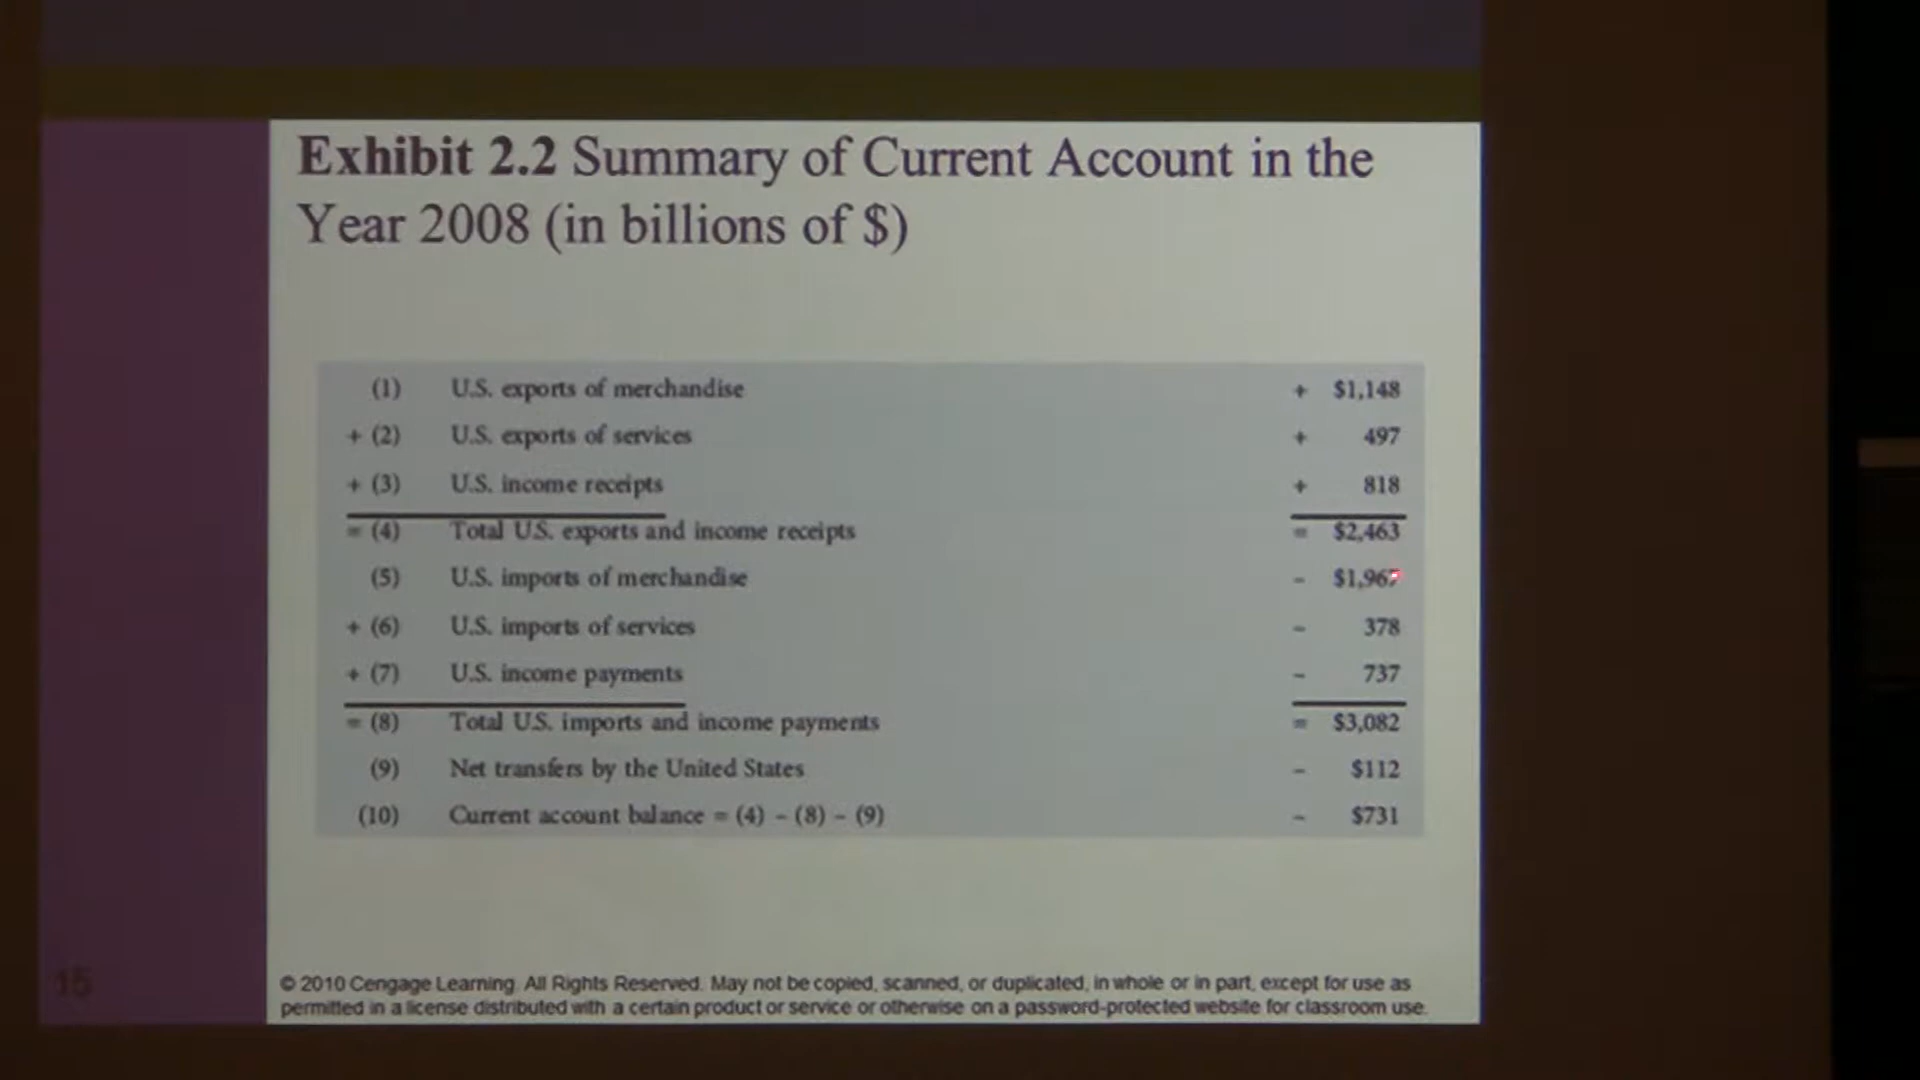 Exhibit 2.2 Summary of Current Account in the
Year 2008 (in billions of $)
(1) U.S. exports of merchandise + $1,148
+ (2) U.S. exports of services + 497
+ (3) U.S. income receipts + 818
= (4) Total U.S. exports and income receipts = $2,463
(5) U.S. imports of merchandise - $1,967
+ (6) U.S. imports of services - 378
+ (7) U.S. income payments - 737
= (8) Total U.S. imports and income payments = $3,082
(9) Net transfers by the United States - $112
(10) Current account balance = (4) - (8) - (9) - $731
15
© 2010 Cengage Learning. All Rights Reserved. May not be copied, scanned, or duplicated, in whole or in part, except for use as
permitted in a license distributed with a certain product or service or otherwise on a password-protected website for classroom use.